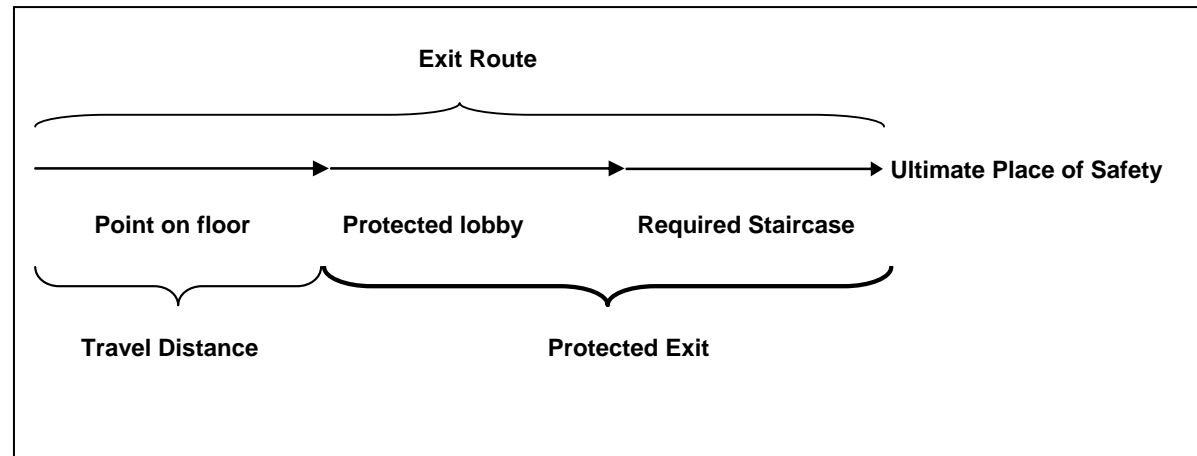 Exit Route
Ultimate Place of Safety
Point on floor
Protected lobby
Required Staircase
Travel Distance
Protected Exit